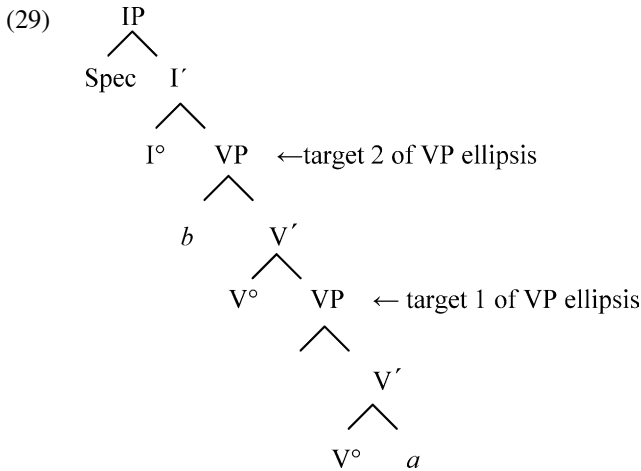 (29) IP
Spec I´
I° VP ←target 2 of VP ellipsis
b V´
V° VP ← target 1 of VP ellipsis
V´
V° a